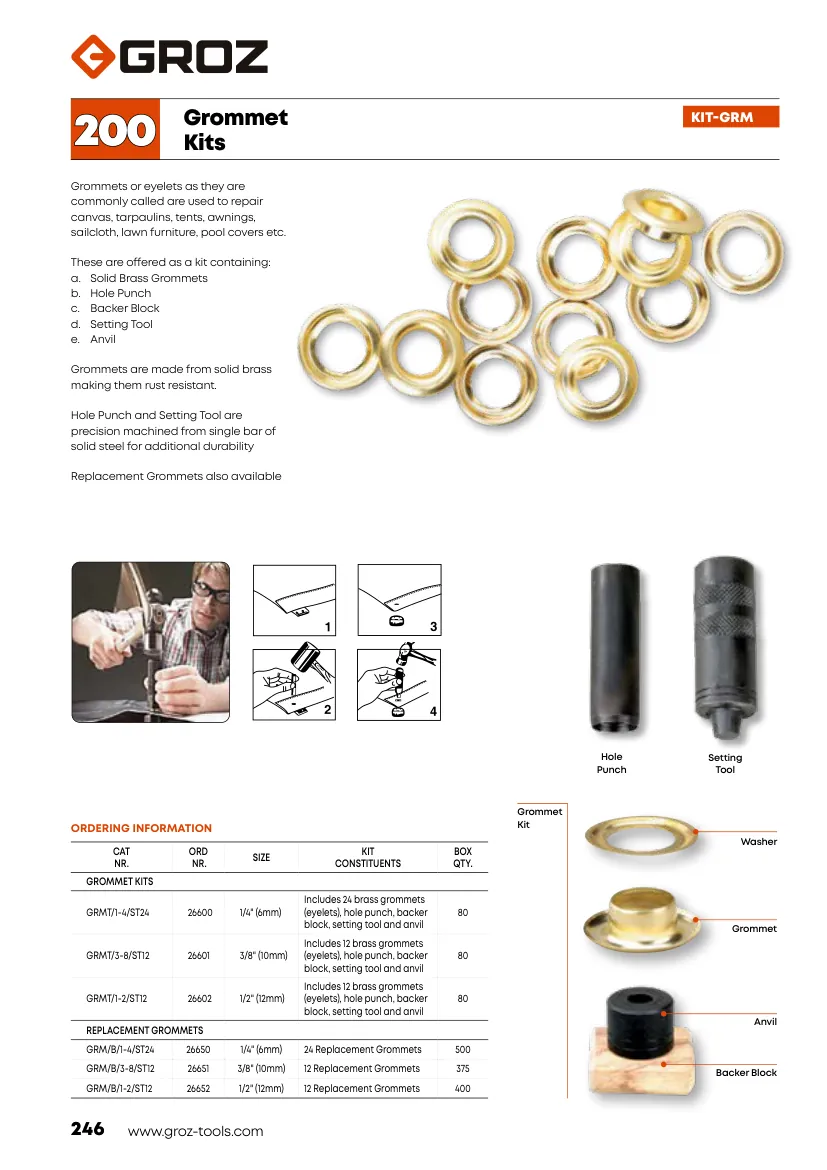 GROZ
200
Grommet
Kits
KIT-GRM
Grommets or eyelets as they are
commonly called are used to repair
canvas, tarpaulins, tents, awnings,
sailcloth, lawn furniture, pool covers etc.
These are offered as a kit containing:
a. Solid Brass Grommets
b. Hole Punch
c. Backer Block
d. Setting Tool
e. Anvil
Grommets are made from solid brass
making them rust resistant.
Hole Punch and Setting Tool are
precision machined from single bar of
solid steel for additional durability
Replacement Grommets also available
1
3
2
4
Hole
Punch
Setting
Tool
Grommet
Kit
Washer
Grommet
Anvil
Backer Block
ORDERING INFORMATION
CAT
NR.
ORD
NR.
SIZE
KIT
CONSTITUENTS
BOX
QTY.
GROMMET KITS
GRMT/1-4/ST24 26600 1/4" (6mm) Includes 24 brass grommets
(eyelets), hole punch, backer
block, setting tool and anvil
80
GRMT/3-8/ST12 26601 3/8" (10mm) Includes 12 brass grommets
(eyelets), hole punch, backer
block, setting tool and anvil
80
GRMT/1-2/ST12 26602 1/2" (12mm) Includes 12 brass grommets
(eyelets), hole punch, backer
block, setting tool and anvil
80
REPLACEMENT GROMMETS
GRM/B/1-4/ST24 26650 1/4" (6mm) 24 Replacement Grommets 500
GRM/B/3-8/ST12 26651 3/8" (10mm) 12 Replacement Grommets 375
GRM/B/1-2/ST12 26652 1/2" (12mm) 12 Replacement Grommets 400
246 www.groz-tools.com